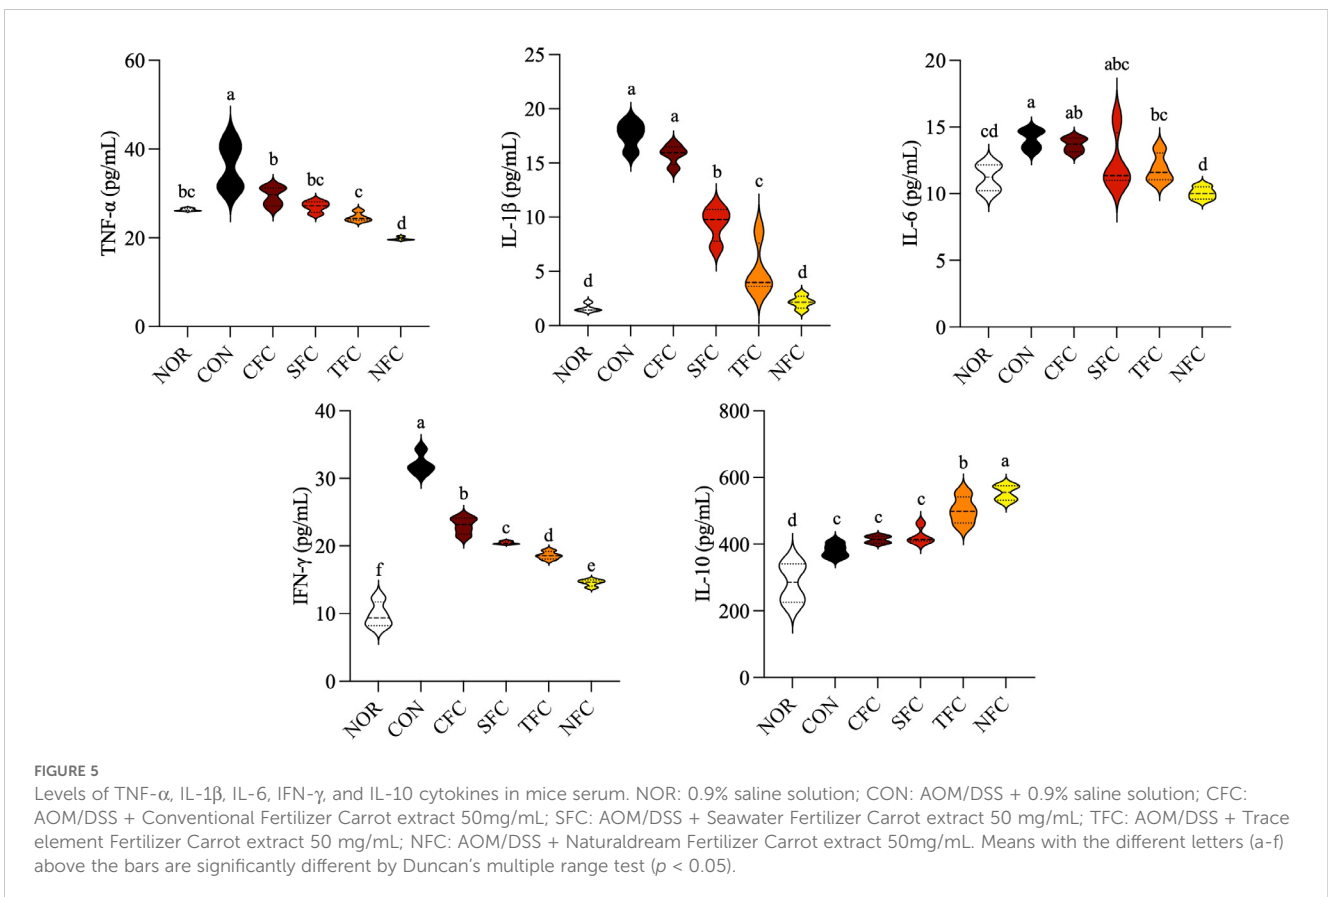 60
40
20
0
TNF-α (pg/mL)
bc
a
b
bc
c
d
NOR
CON
CFC
SFC
TFC
NFC
25
20
15
10
5
0
IL-1β (pg/mL)
d
a
a
b
c
d
NOR
CON
CFC
SFC
TFC
NFC
20
15
10
5
0
IL-6 (pg/mL)
cd
a
ab
abc
bc
d
NOR
CON
CFC
SFC
TFC
NFC
40
30
20
10
0
IFN-γ (pg/mL)
f
a
b
c
d
e
NOR
CON
CFC
SFC
TFC
NFC
800
600
400
200
0
IL-10 (pg/mL)
d
c
c
c
b
a
NOR
CON
CFC
SFC
TFC
NFC
FIGURE 5
Levels of TNF-α, IL-1β, IL-6, IFN-γ, and IL-10 cytokines in mice serum. NOR: 0.9% saline solution; CON: AOM/DSS + 0.9% saline solution; CFC:
AOM/DSS + Conventional Fertilizer Carrot extract 50mg/mL; SFC: AOM/DSS + Seawater Fertilizer Carrot extract 50 mg/mL; TFC: AOM/DSS + Trace
element Fertilizer Carrot extract 50 mg/mL; NFC: AOM/DSS + Naturaldream Fertilizer Carrot extract 50mg/mL. Means with the different letters (a-f)
above the bars are significantly different by Duncan's multiple range test (p < 0.05).